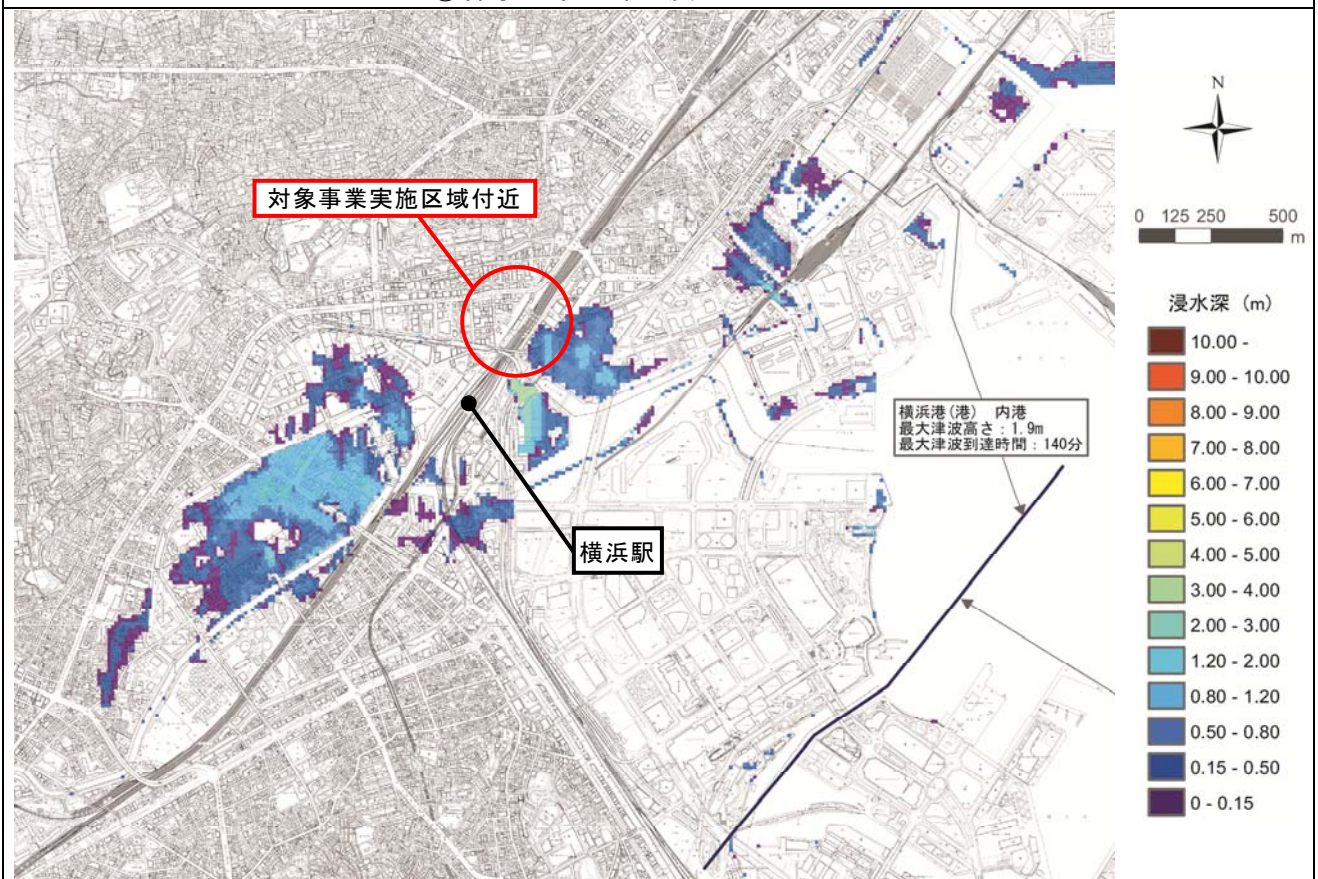 対象事業実施区域付近
横浜駅
横浜港(港) 内港
最大津波高さ:1.9m
最大津波到達時間:140分
N
0 125 250 500
m
浸水深 (m)
10.00 -
9.00 - 10.00
8.00 - 9.00
7.00 - 8.00
6.00 - 7.00
5.00 - 6.00
4.00 - 5.00
3.00 - 4.00
2.00 - 3.00
1.20 - 2.00
0.80 - 1.20
0.50 - 0.80
0.15 - 0.50
0 - 0.15